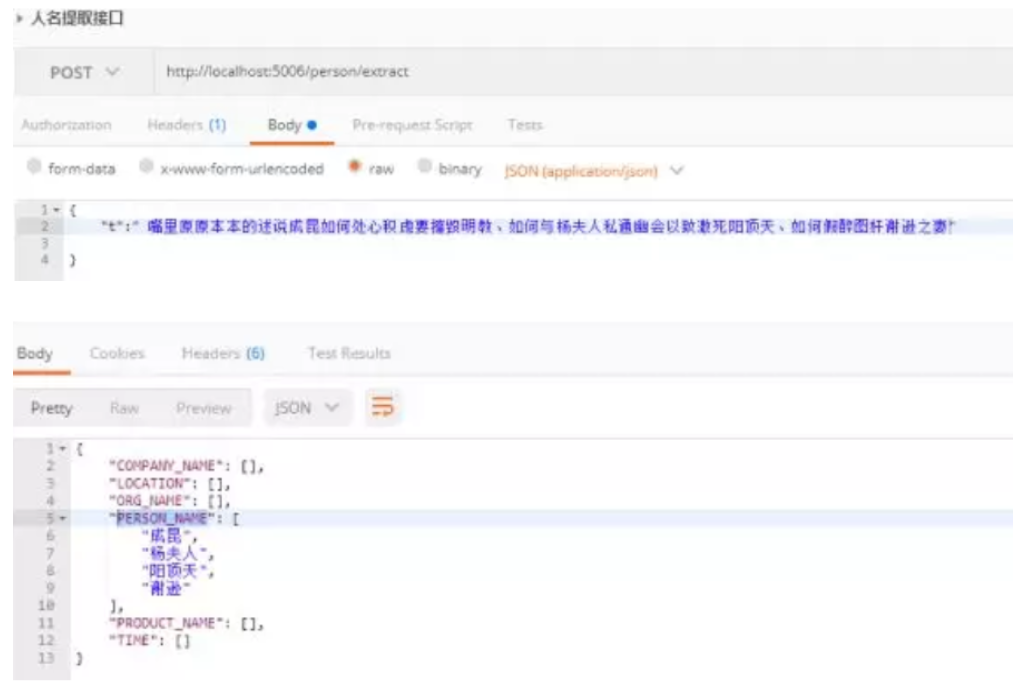 人名提取接口
POST http://localhost:5006/person/extract
Authorization Headers (1) Body Pre-request Script Tests
form-data x-www-form-urlencoded raw binary JSON (application/json)
1 {
2 "t":" 嘴里原原本本的述说成昆如何处心积虑要摧毁明教、如何与杨夫人私通幽会以致激死阳顶天、如何假醉图奸谢逊之妻"
3
4 }
Body Cookies Headers (6) Test Results
Pretty Raw Preview JSON
1 {
2 "COMPANY_NAME": [],
3 "LOCATION": [],
4 "ORG_NAME": [],
5 "PERSON_NAME": [
6 "成昆",
7 "杨夫人",
8 "阳顶天",
9 "谢逊"
10 ],
11 "PRODUCT_NAME": [],
12 "TIME": []
13 }